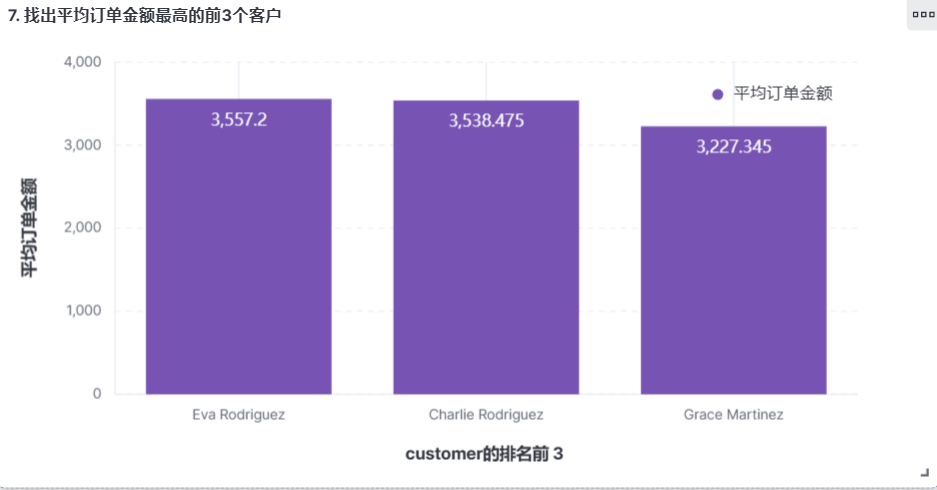 7. 找出平均订单金额最高的前3个客户
4,000
平均订单金额
3,557.2
3,538.475
3,227.345
3,000
2,000
1,000
0
平均订单金额
Eva Rodriguez
Charlie Rodriguez
Grace Martinez
customer的排名前 3